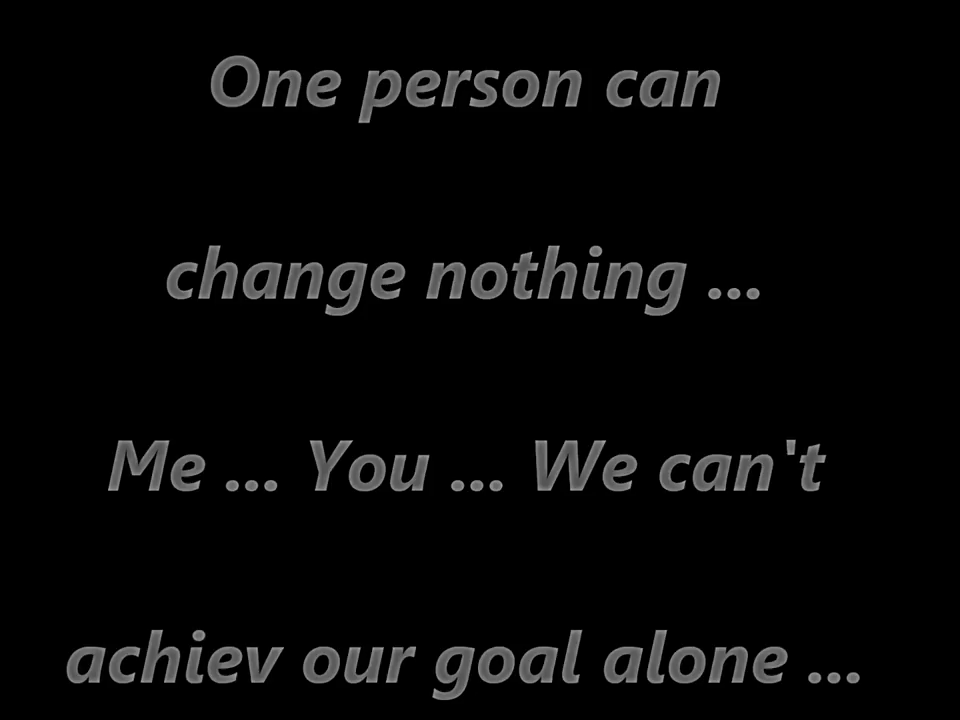 One person can
change nothing ...
Me ... You ... We can't
achiev our goal alone ...